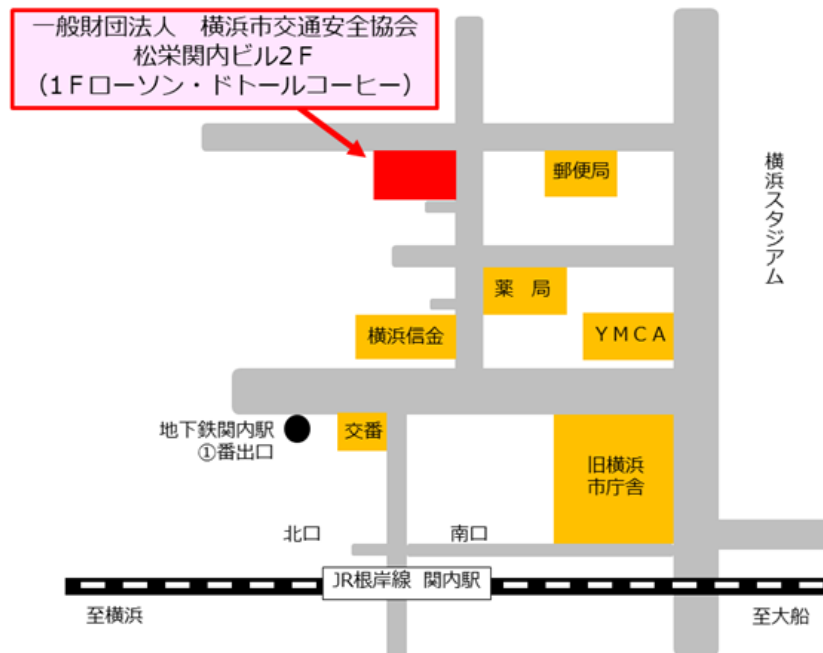 一般財団法人　横浜市交通安全協会
松栄関内ビル2Ｆ
（1Ｆローソン・ドトールコーヒー）
郵便局
横浜スタジアム
薬　局
横浜信金
ＹＭＣＡ
地下鉄関内駅
①番出口
交番
旧横浜
市庁舎
北口
南口
JR根岸線 関内駅
至横浜
至大船